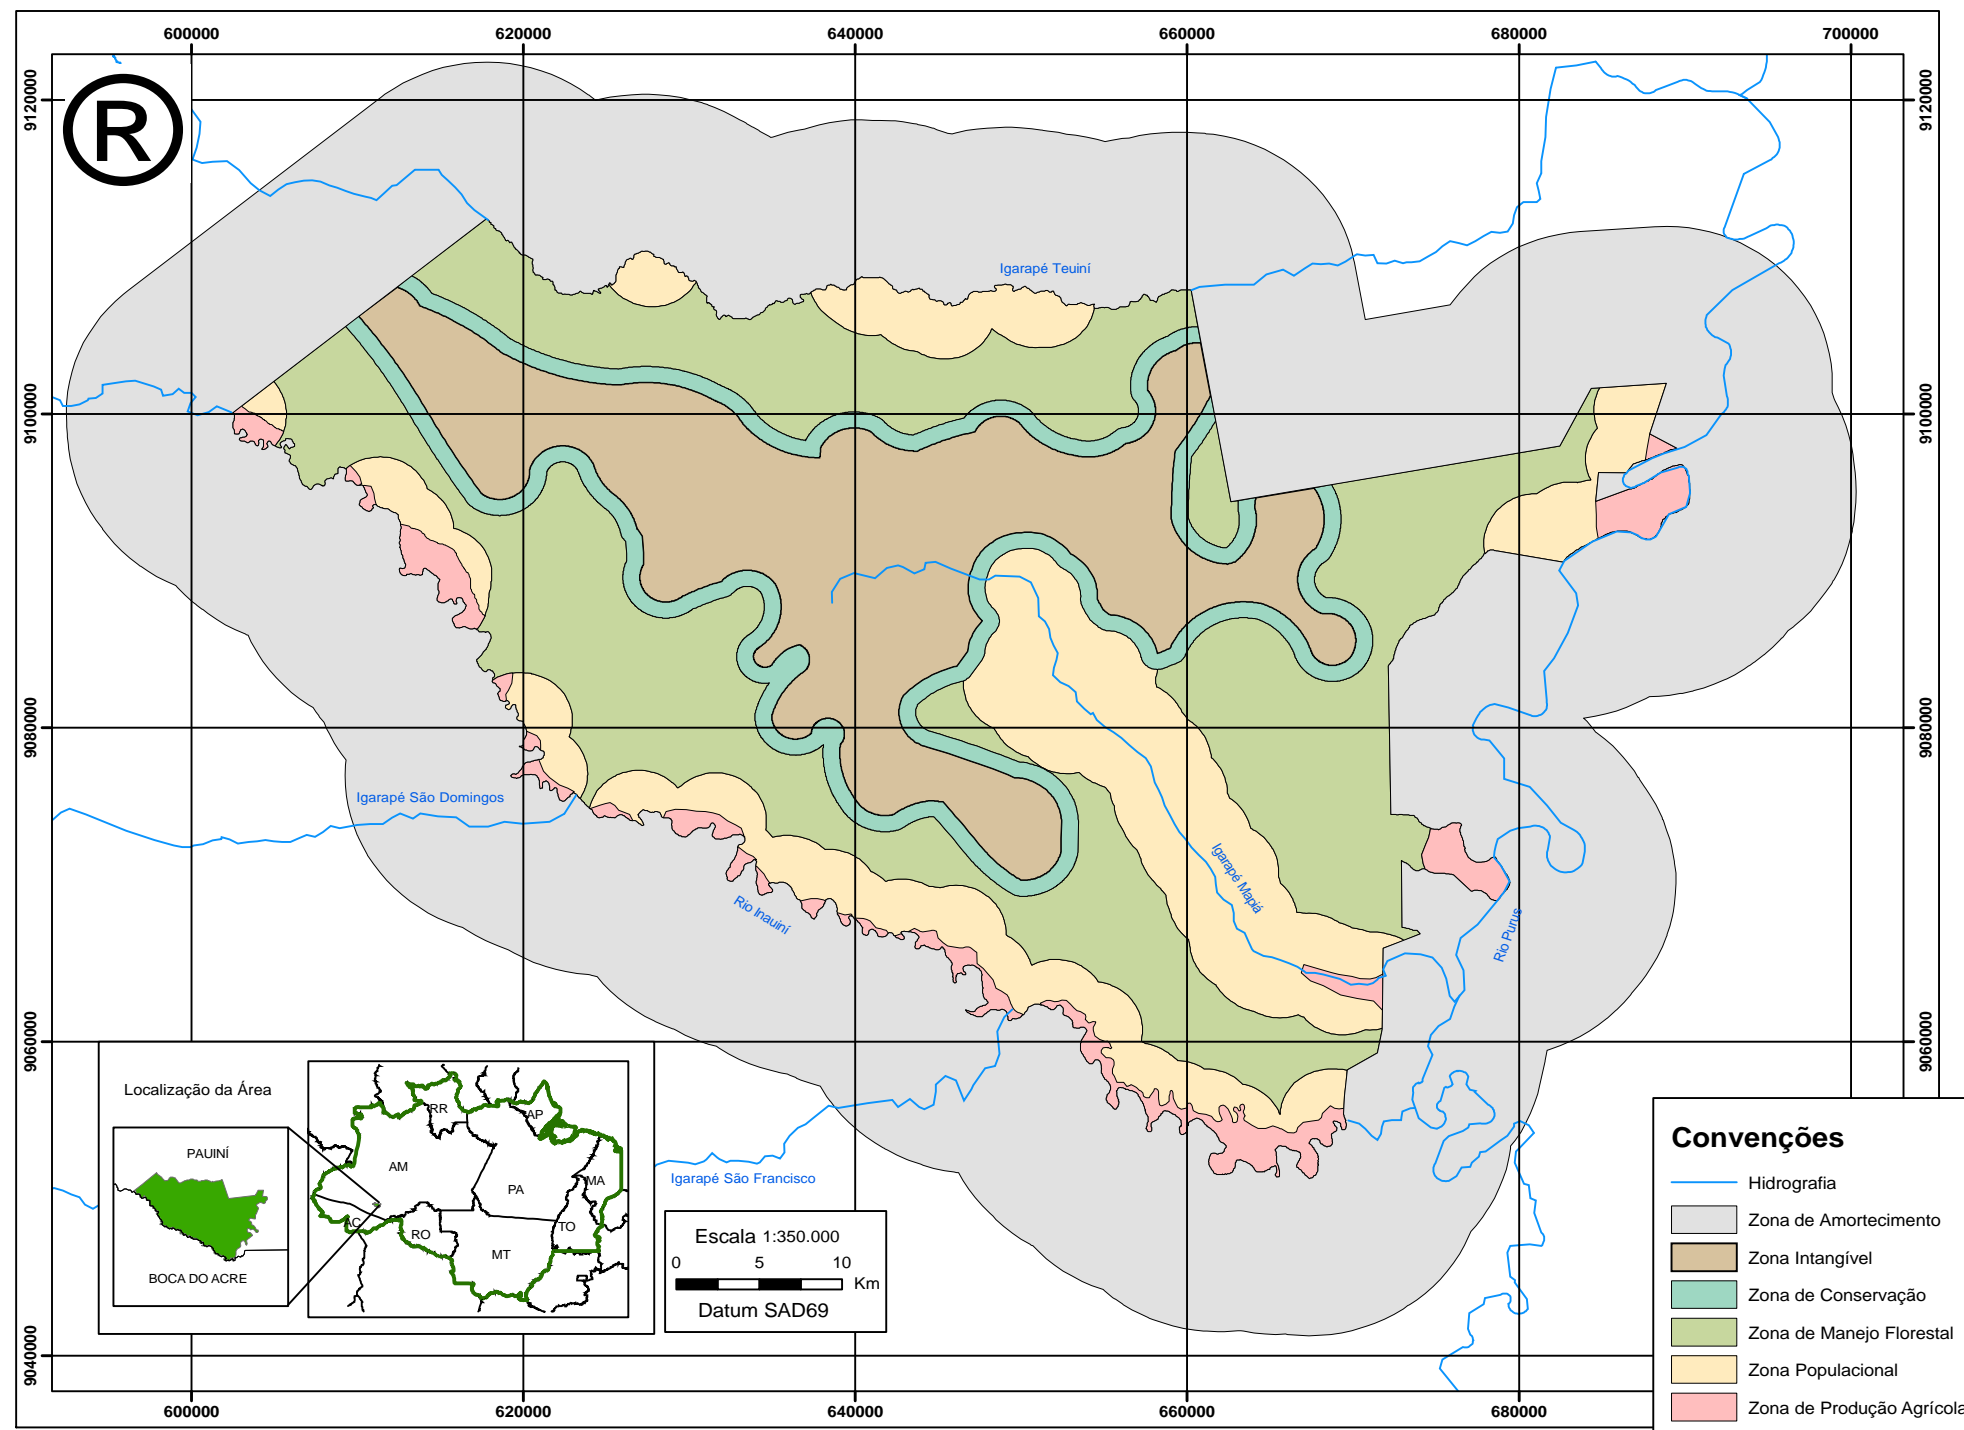 600000 620000 640000 660000 680000 700000
9120000 9120000
®
Igarapé Teuiní
9100000 9100000
9080000 9080000
Igarapé São Domingos
Igarapé Mapiá
Rio Inauiní
Rio Purus
9060000 9060000
Localização da Área
PAUINÍ
BOCA DO ACRE
RR
AP
AM
PA
MA
AC
RO
TO
MT
Igarapé São Francisco
Escala 1:350.000
0 5 10
Km
Datum SAD69
Convenções
Hidrografia
Zona de Amortecimento
Zona Intangível
Zona de Conservação
Zona de Manejo Florestal
Zona Populacional
Zona de Produção Agrícola
9040000
600000 620000 640000 660000 680000